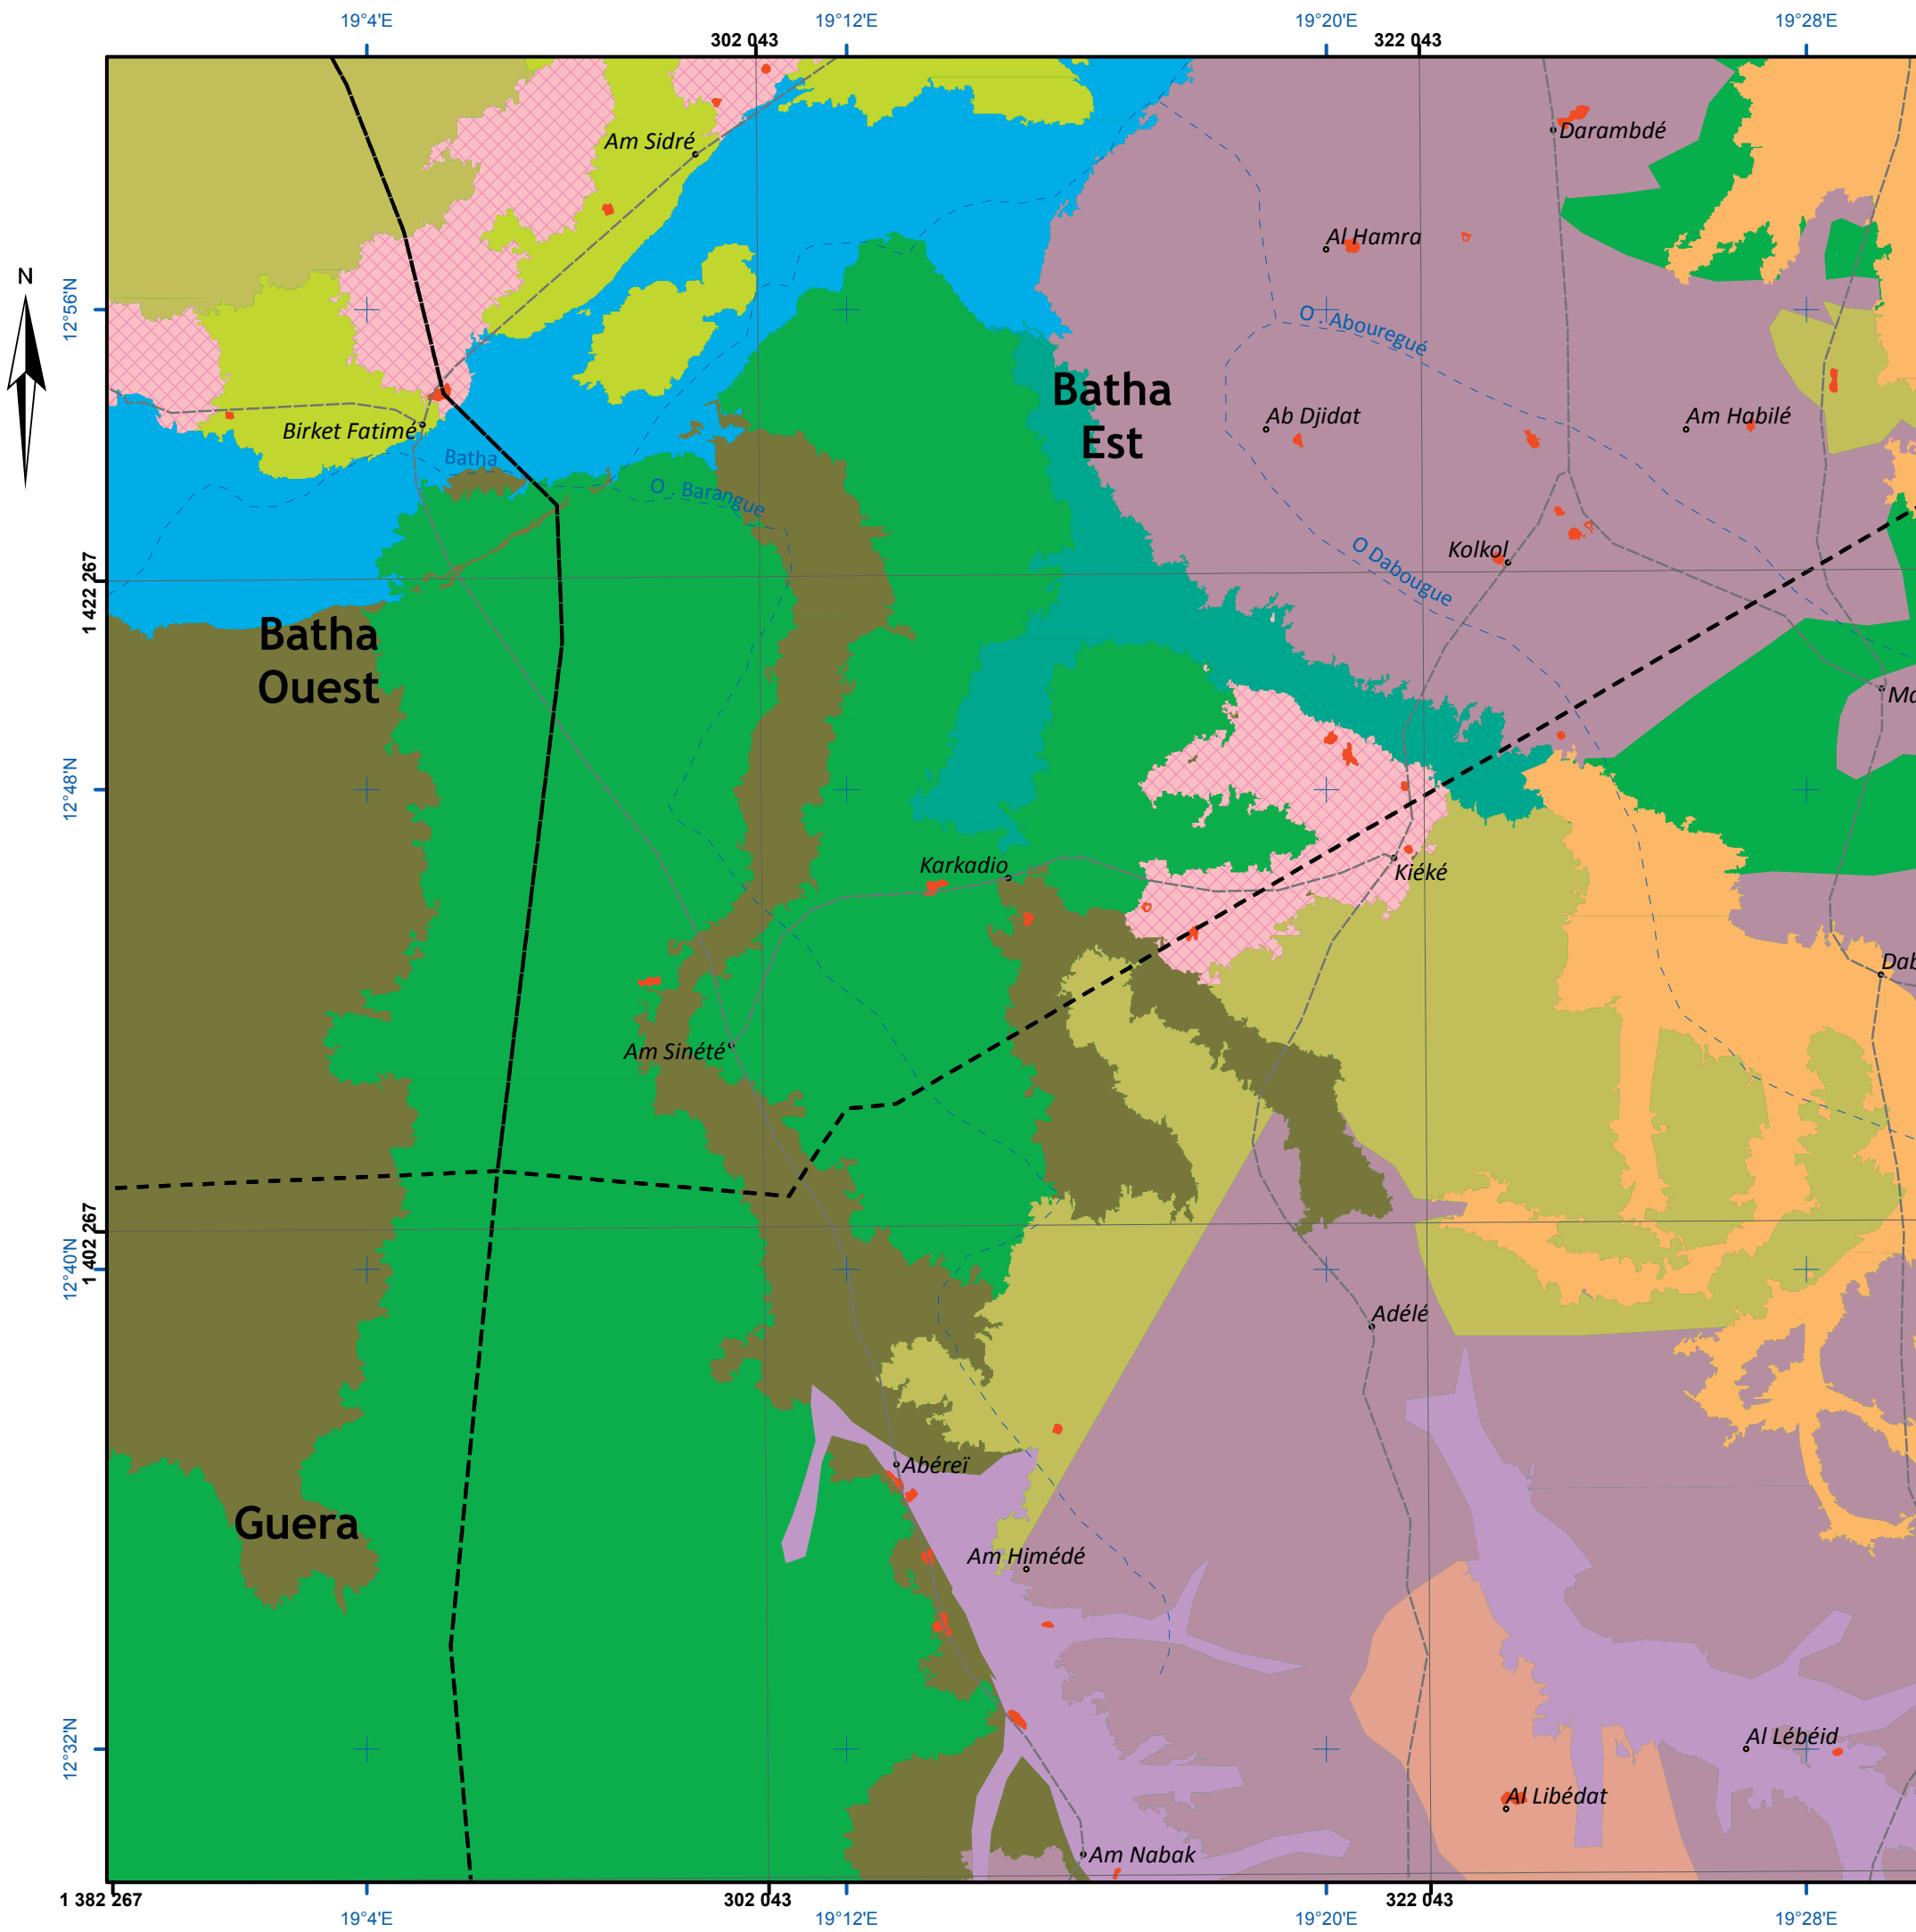 19°4'E
19°12'E
19°20'E
19°28'E
302 043
322 043
Am Sidré
Darambdé
Al Hamra
N
12°56'N
O . Abouregué
Batha
Est
Ab Djidat
Am Habilé
Birket Fatimé
Batha
O . Barangue
Kolkol
O Dabougue
1 422 267
Batha
Ouest
Ma
12°48'N
Karkadio
Kiéké
Dab
Am Sinété
1 402 267
12°40'N
Adélé
Abéreï
Guera
Am Himédé
12°32'N
Al Lébéid
Al Libédat
Am Nabak
1 382 267
302 043
322 043
19°4'E
19°12'E
19°20'E
19°28'E